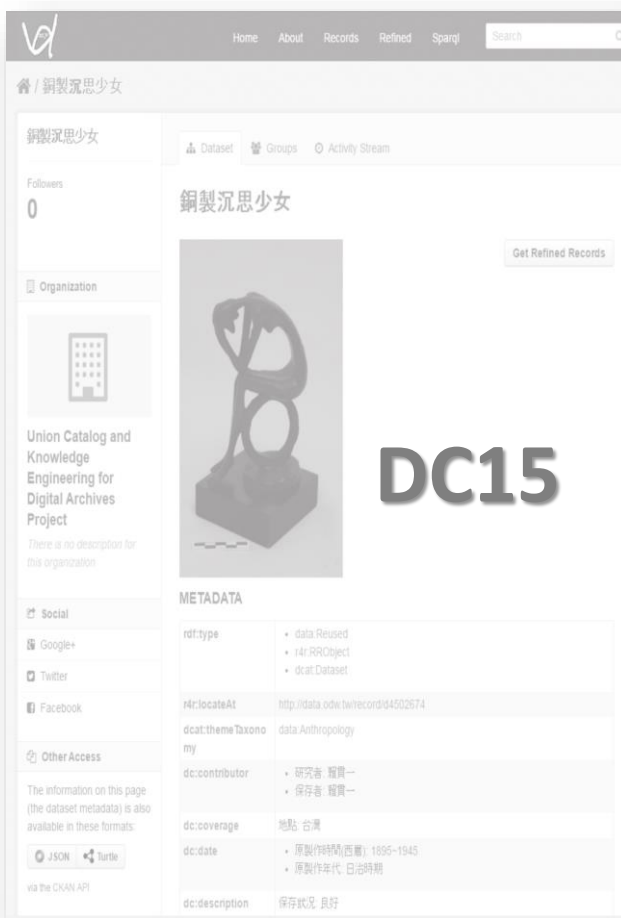 Home About Records Refined Sparql Search
/ 銅製沉思少女
銅製沉思少女
Dataset Groups Activity Stream
Followers
0
銅製沉思少女
Get Refined Records
Organization
Union Catalog and
Knowledge
Engineering for
Digital Archives
Project
There is no description for
this organization
DC15
METADATA
Social
Google+
Twitter
Facebook
Other Access
The information on this page
(the dataset metadata) is also
available in these formats:
JSON Turtle
via the CKAN API
rdf:type
data:Reused
r4r:RRObject
dcat:Dataset
r4r:locateAt http://data.odw.tw/record/d4502674
dcat:themeTaxono
my
data:Anthropology
dc:contributor
研究者: 賴貫一
保存者: 賴貫一
dc:coverage 地點: 台灣
dc:date
原製作時間(西曆): 1895~1945
原製作年代: 日治時期
dc:description 保存狀況: 良好